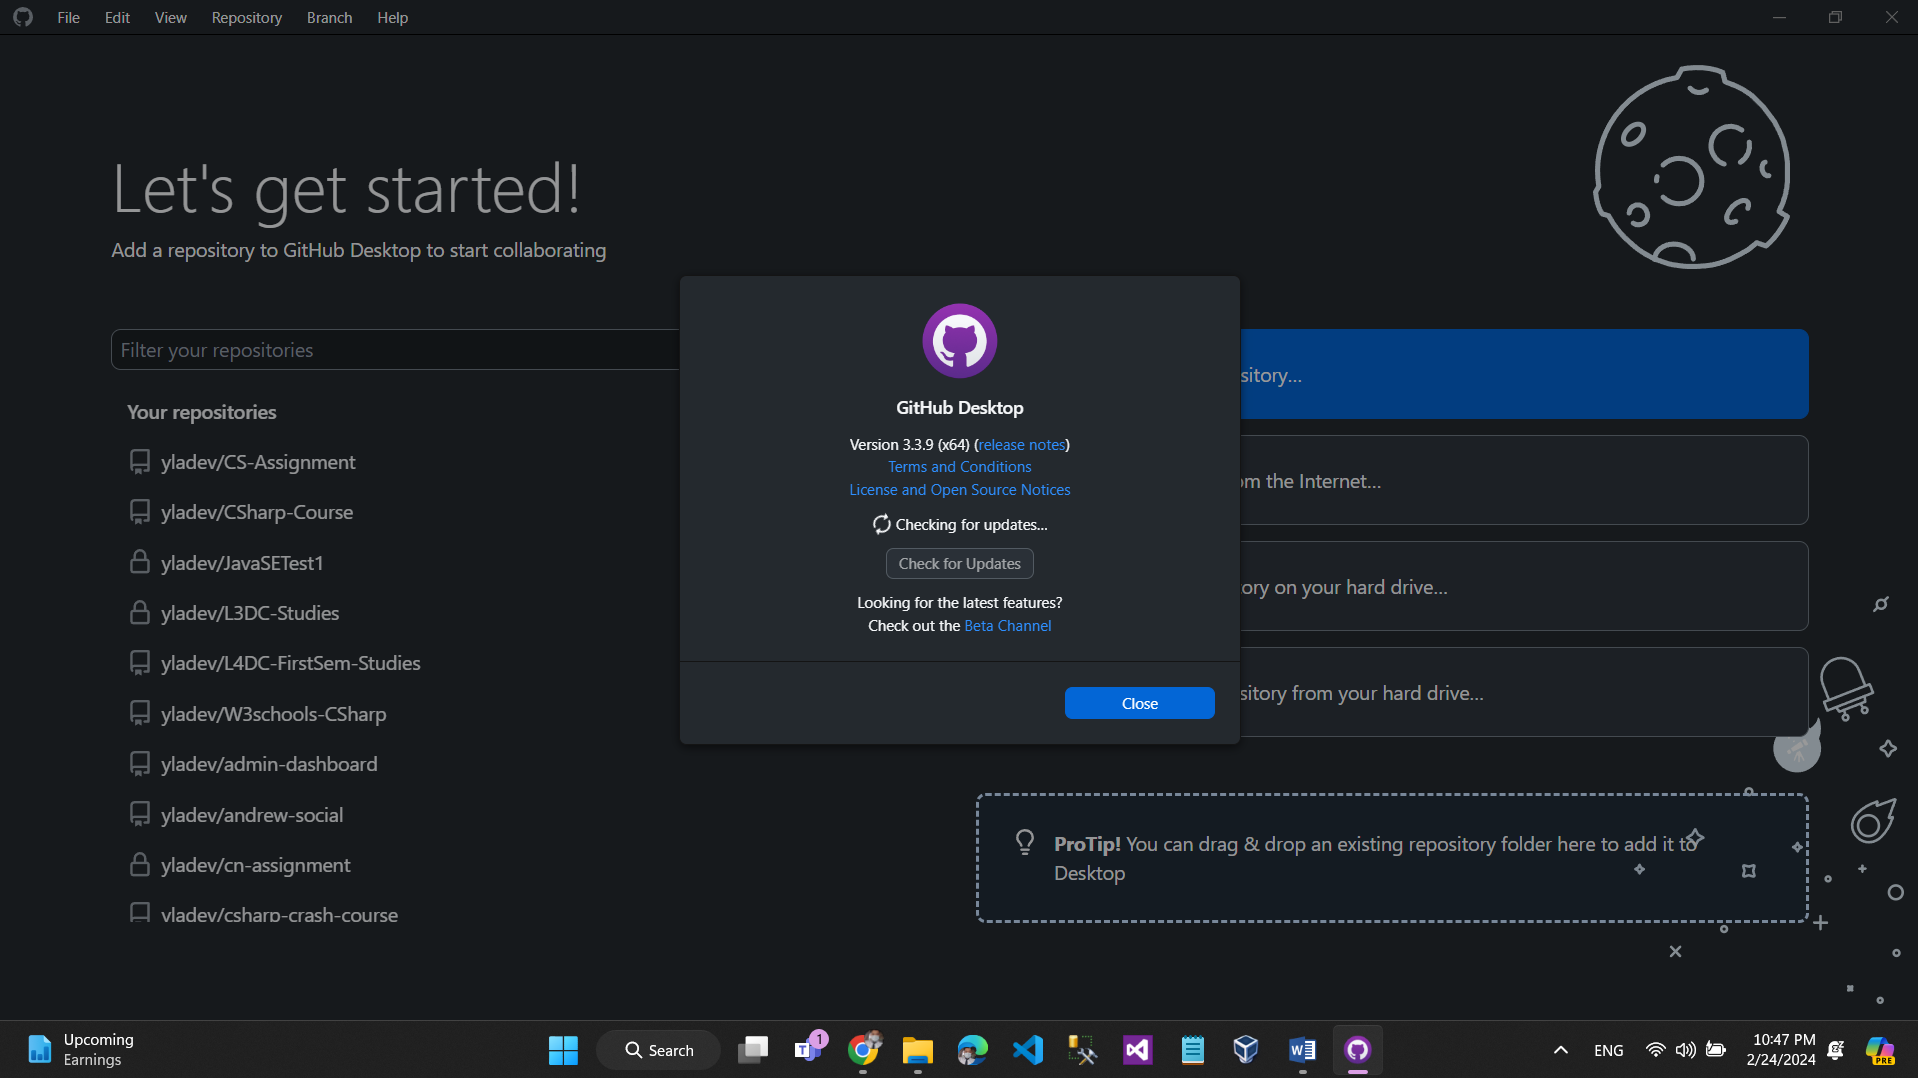 File Edit View Repository Branch Help
Let's get started!
Add a repository to GitHub Desktop to start collaborating
Filter your repositories
Your repositories
yladev/CS-Assignment
yladev/CSharp-Course
yladev/JavaSETest1
yladev/L3DC-Studies
yladev/L4DC-FirstSem-Studies
yladev/W3schools-CSharp
yladev/admin-dashboard
yladev/andrew-social
yladev/cn-assignment
yladev/csharp-crash-course
GitHub Desktop
Version 3.3.9 (x64) (release notes)
Terms and Conditions
License and Open Source Notices
Checking for updates...
Check for Updates
Looking for the latest features?
Check out the Beta Channel
Close
sitory...
om the Internet...
ory on your hard drive...
sitory from your hard drive...
ProTip! You can drag & drop an existing repository folder here to add it to
Desktop
Upcoming
Earnings
Search
1
ENG
10:47 PM
2/24/2024
PRE